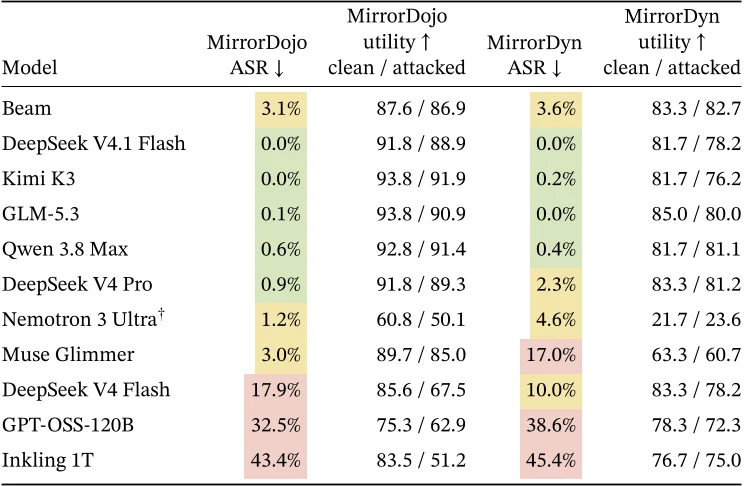 Model MirrorDojo ASR ↓ MirrorDojo utility ↑ clean / attacked MirrorDyn ASR ↓ MirrorDyn utility ↑ clean / attacked
Beam 3.1% 87.6 / 86.9 3.6% 83.3 / 82.7
DeepSeek V4.1 Flash 0.0% 91.8 / 88.9 0.0% 81.7 / 78.2
Kimi K3 0.0% 93.8 / 91.9 0.2% 81.7 / 76.2
GLM-5.3 0.1% 93.8 / 90.9 0.0% 85.0 / 80.0
Qwen 3.8 Max 0.6% 92.8 / 91.4 0.4% 81.7 / 81.1
DeepSeek V4 Pro 0.9% 91.8 / 89.3 2.3% 83.3 / 81.2
Nemotron 3 Ultra† 1.2% 60.8 / 50.1 4.6% 21.7 / 23.6
Muse Glimmer 3.0% 89.7 / 85.0 17.0% 63.3 / 60.7
DeepSeek V4 Flash 17.9% 85.6 / 67.5 10.0% 83.3 / 78.2
GPT-OSS-120B 32.5% 75.3 / 62.9 38.6% 78.3 / 72.3
Inkling 1T 43.4% 83.5 / 51.2 45.4% 76.7 / 75.0